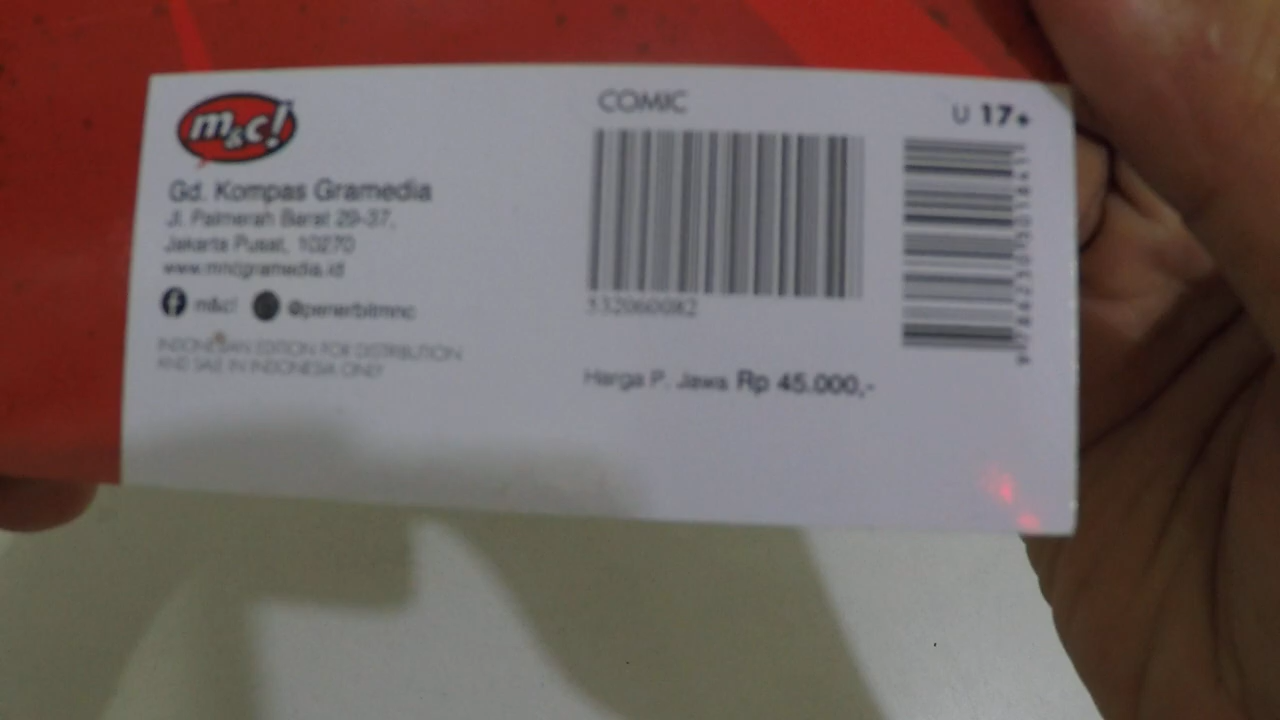 m&c!
Gd. Kompas Gramedia
Jl. Palmerah Barat 29-37,
Jakarta Pusat, 10270
www.mncgramedia.id
m&c! @penerbitmnc
INDONESIAN EDITION FOR DISTRIBUTION
AND SALE IN INDONESIA ONLY
COMIC
532060082
Harga P. Jawa Rp 45.000,-
U 17+